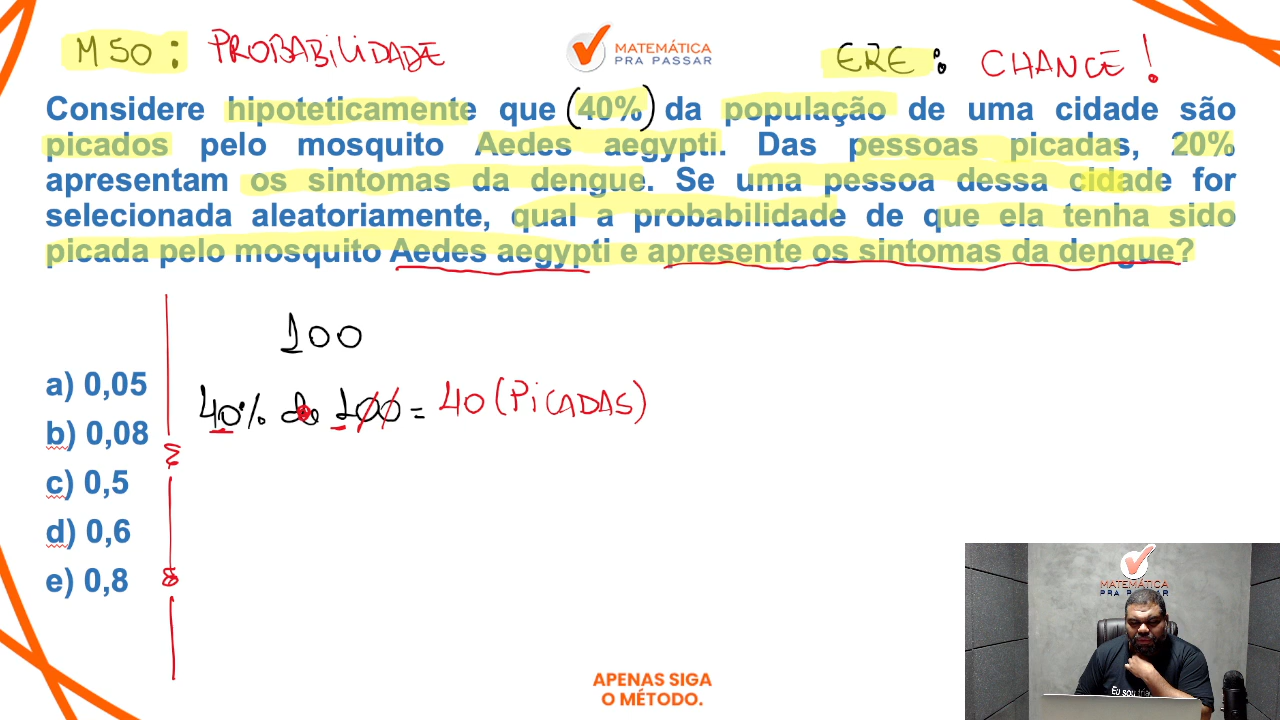 MSO: PROBABILIDADE
MATEMÁTICA
PRA PASSAR
ERE: CHANCE!
Considere hipoteticamente que (40%) da população de uma cidade são
picados pelo mosquito Aedes aegypti. Das pessoas picadas, 20%
apresentam os sintomas da dengue. Se uma pessoa dessa cidade for
selecionada aleatoriamente, qual a probabilidade de que ela tenha sido
picada pelo mosquito Aedes aegypti e apresente os sintomas da dengue?
100
40% de 100 = 40 (PICADAS)
a) 0,05
b) 0,08
c) 0,5
d) 0,6
e) 0,8
MATEMÁTICA
PRA PASSAR
APENAS SIGA
O MÉTODO.